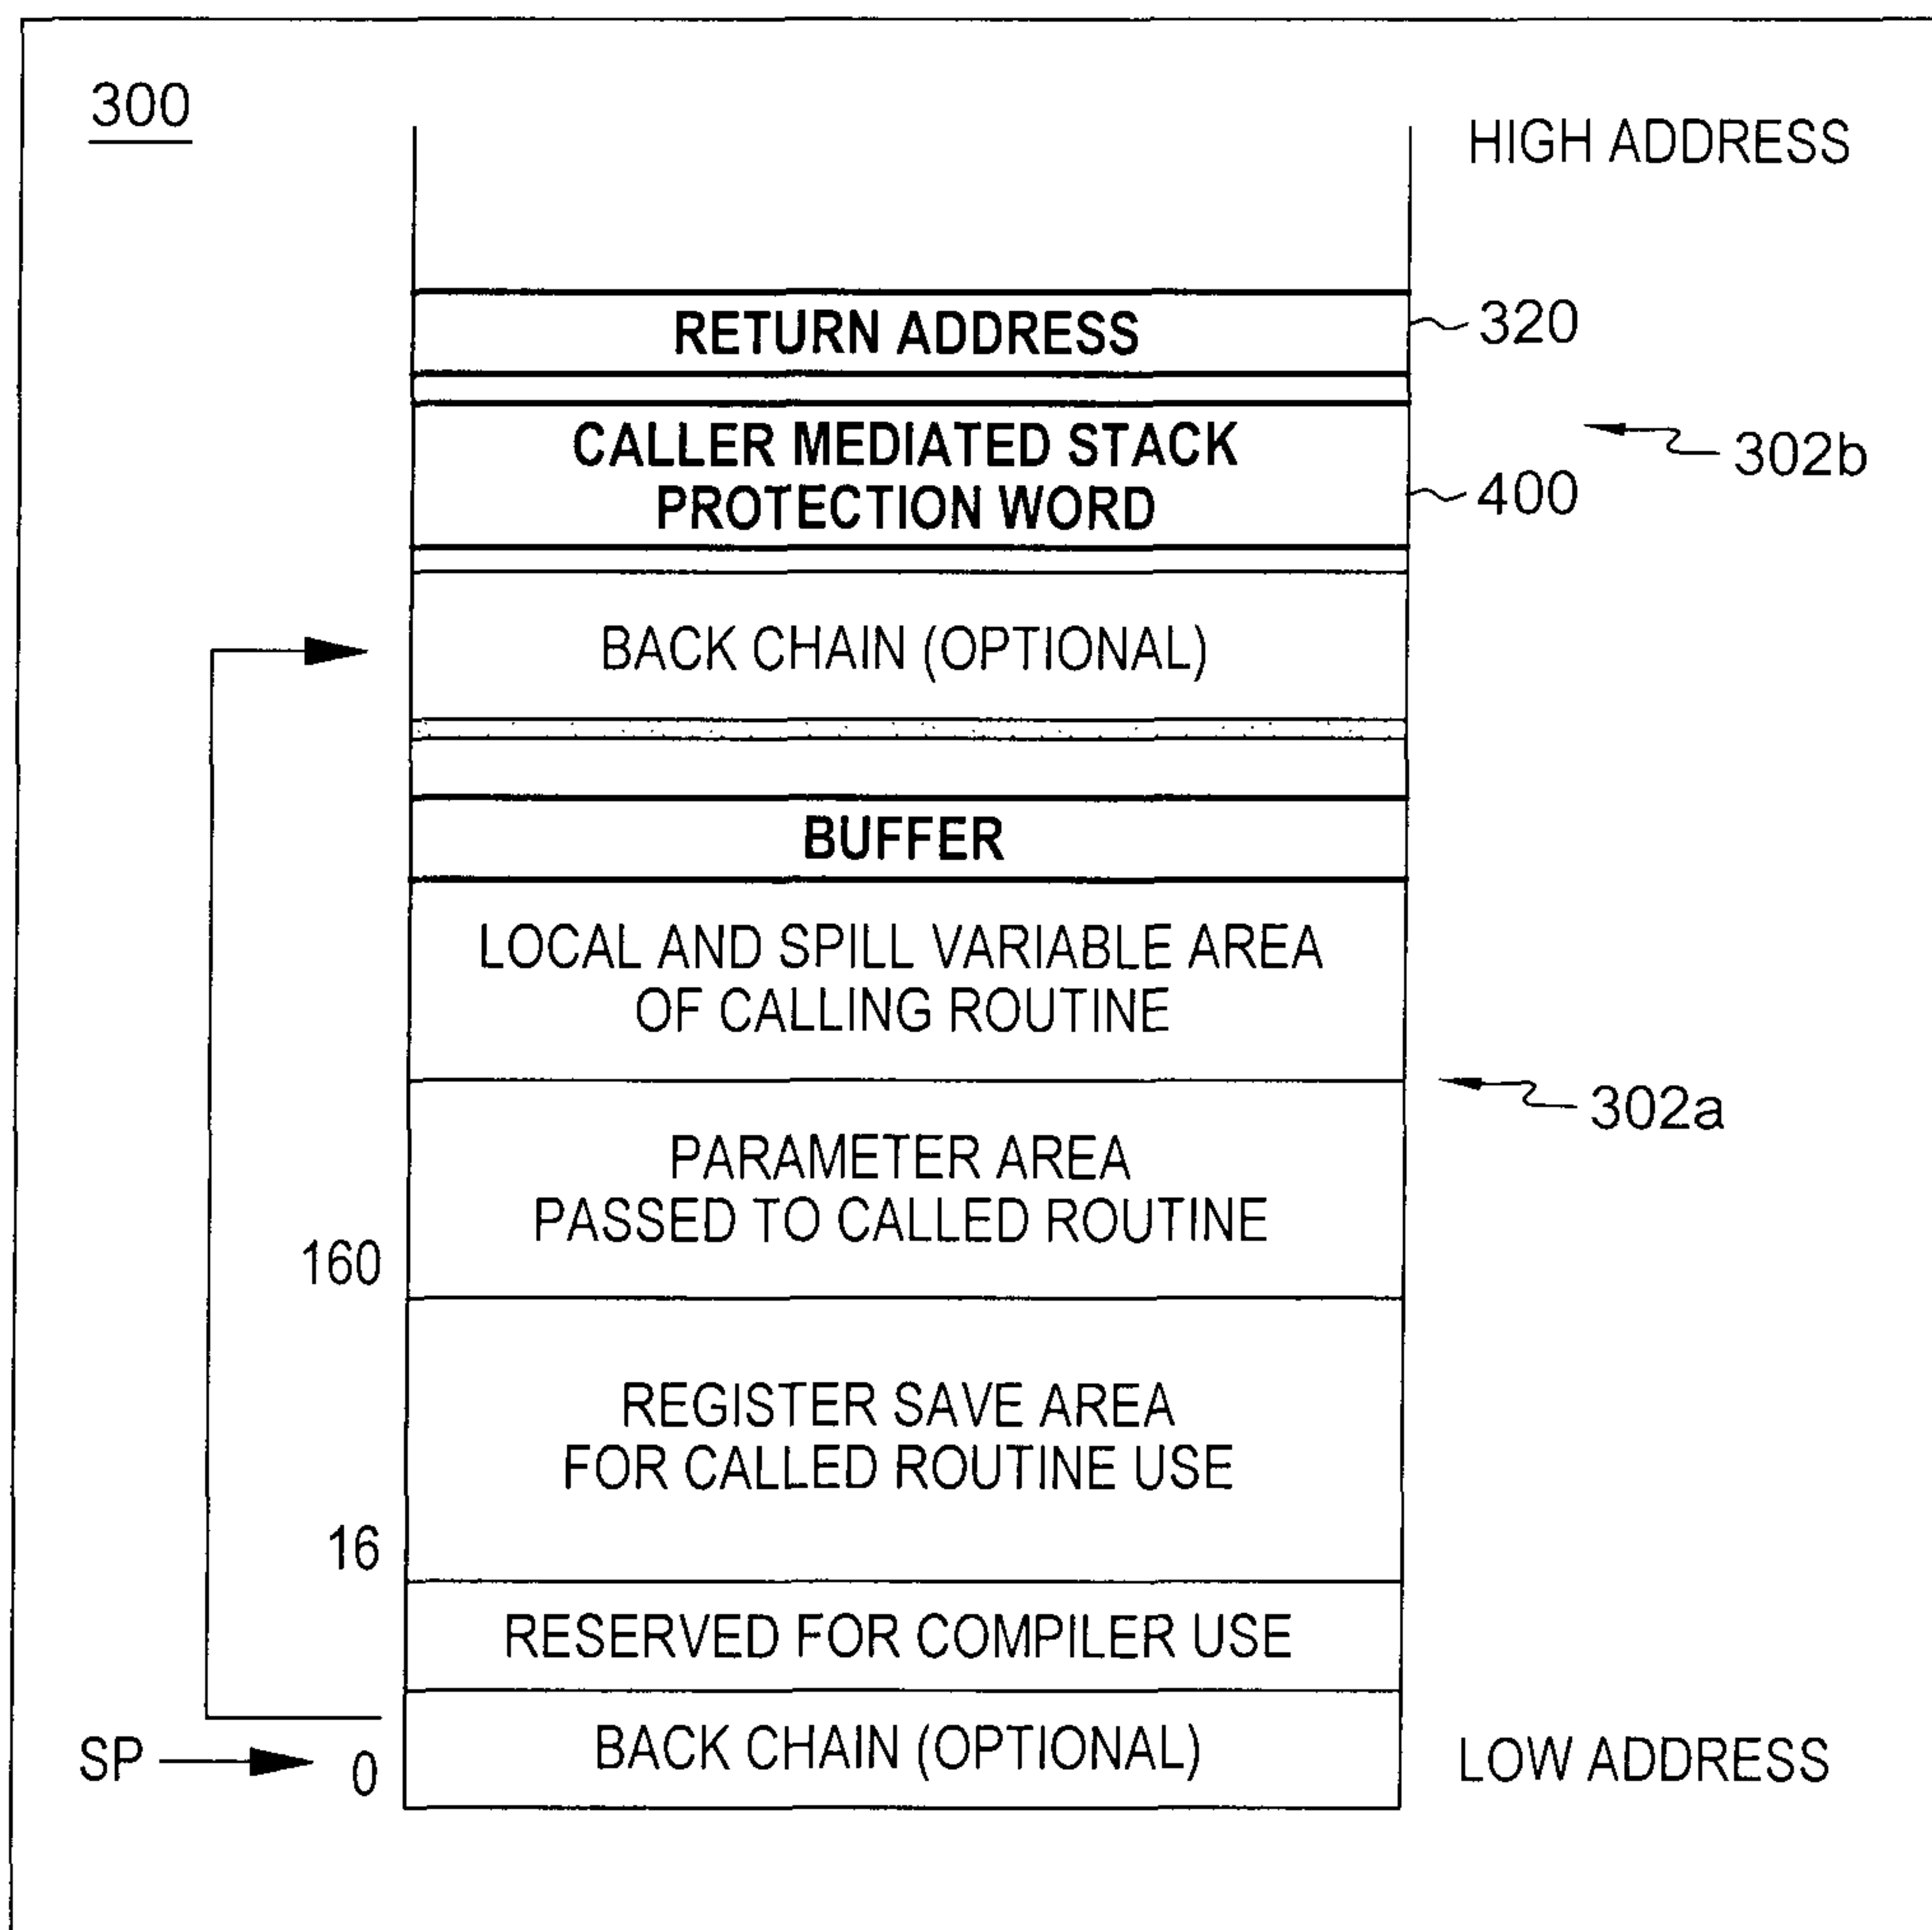 300
HIGH ADDRESS
RETURN ADDRESS
320
CALLER MEDIATED STACK
PROTECTION WORD
302b
400
BACK CHAIN (OPTIONAL)
BUFFER
LOCAL AND SPILL VARIABLE AREA
OF CALLING ROUTINE
302a
PARAMETER AREA
PASSED TO CALLED ROUTINE
160
REGISTER SAVE AREA
FOR CALLED ROUTINE USE
16
RESERVED FOR COMPILER USE
SP
0
BACK CHAIN (OPTIONAL)
LOW ADDRESS